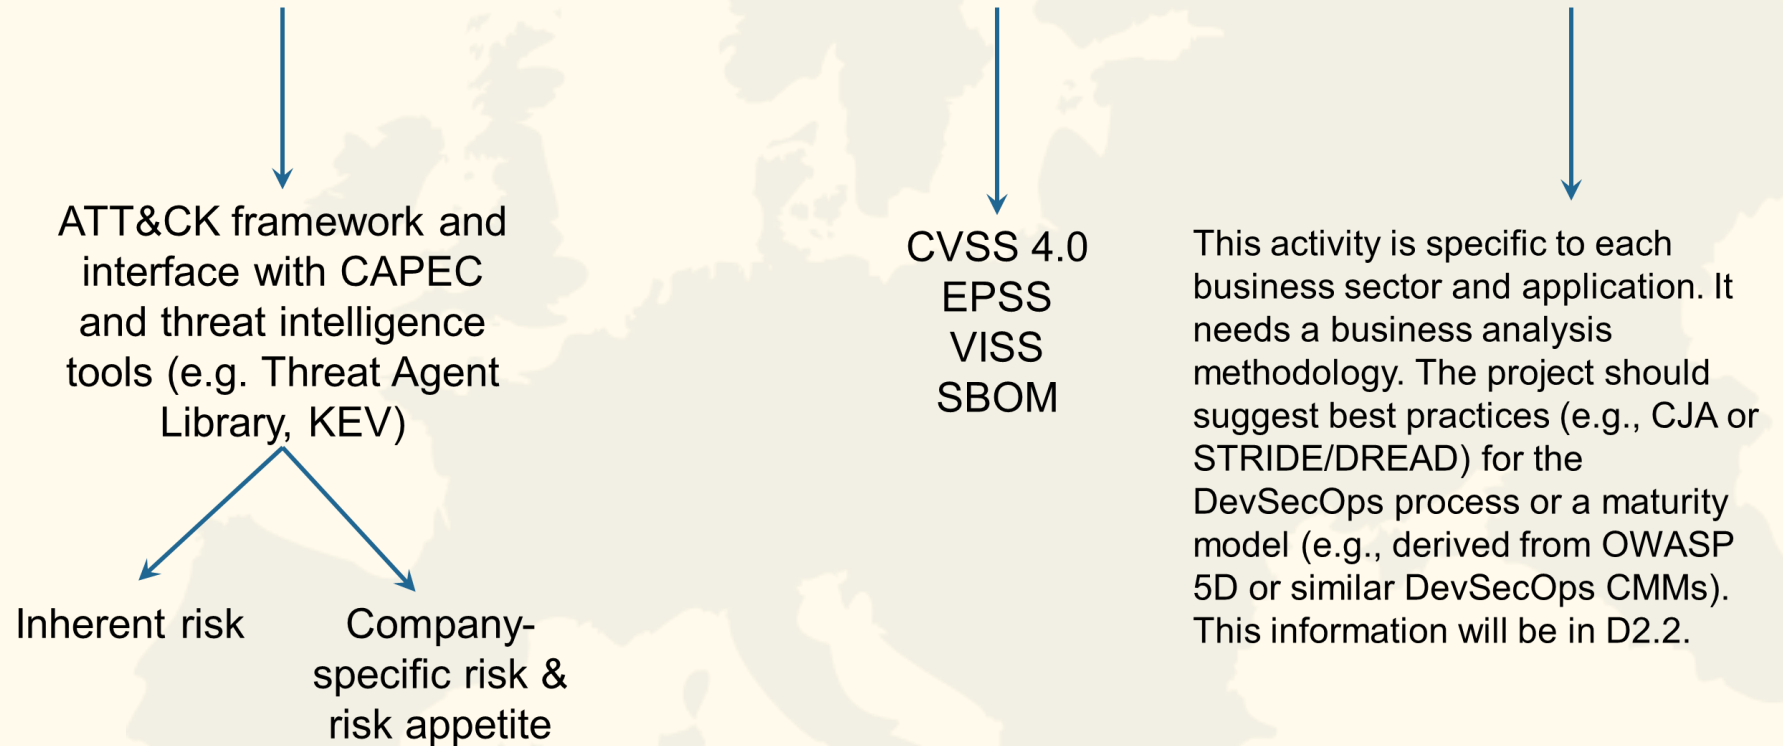 ATT&CK framework and
interface with CAPEC
and threat intelligence
tools (e.g. Threat Agent
Library, KEV)
Inherent risk
Company-
specific risk &
risk appetite
CVSS 4.0
EPSS
VISS
SBOM
This activity is specific to each
business sector and application. It
needs a business analysis
methodology. The project should
suggest best practices (e.g., CJA or
STRIDE/DREAD) for the
DevSecOps process or a maturity
model (e.g., derived from OWASP
5D or similar DevSecOps CMMs).
This information will be in D2.2.